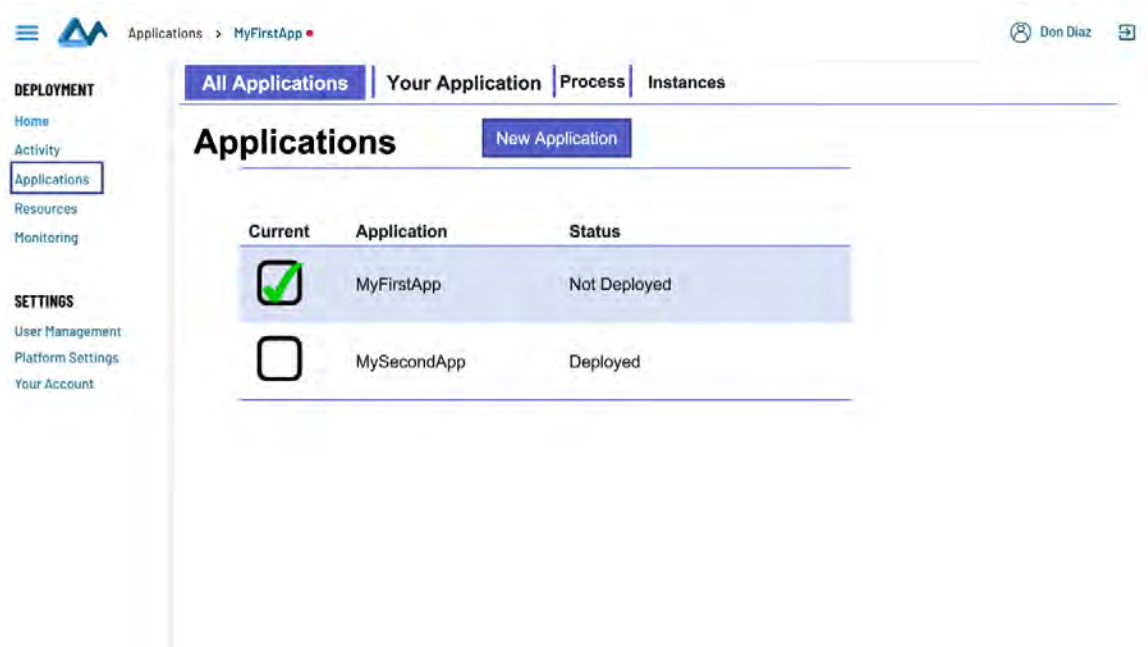 Applications > MyFirstApp
Don Diaz
DEPLOYMENT
Home
Activity
Applications
Resources
Monitoring
SETTINGS
User Management
Platform Settings
Your Account
All Applications Your Application Process Instances
Applications New Application
Current Application Status
MyFirstApp Not Deployed
MySecondApp Deployed